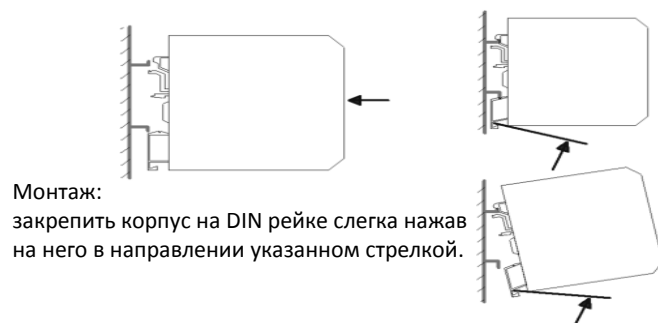 Монтаж:
закрепить корпус на DIN рейке слегка нажав
на него в направлении указанном стрелкой.